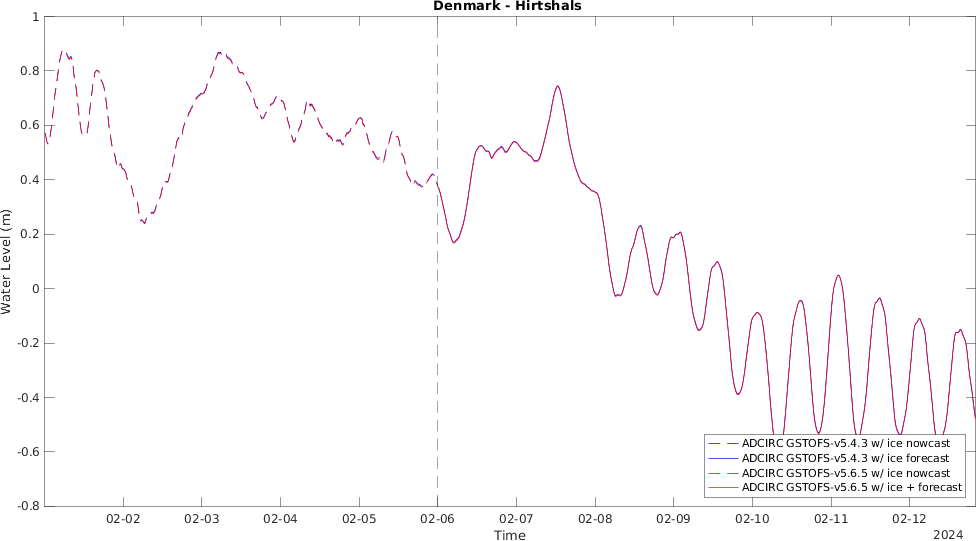 Denmark - Hirtshals
Water Level (m)
1
0.8
0.6
0.4
0.2
0
-0.2
-0.4
-0.6
-0.8
ADCIRC GSTOFS-v5.4.3 w/ ice nowcast
ADCIRC GSTOFS-v5.4.3 w/ ice forecast
ADCIRC GSTOFS-v5.6.5 w/ ice nowcast
ADCIRC GSTOFS-v5.6.5 w/ ice + forecast
02-02 02-03 02-04 02-05 02-06 02-07 02-08 02-09 02-10 02-11 02-12
Time
2024